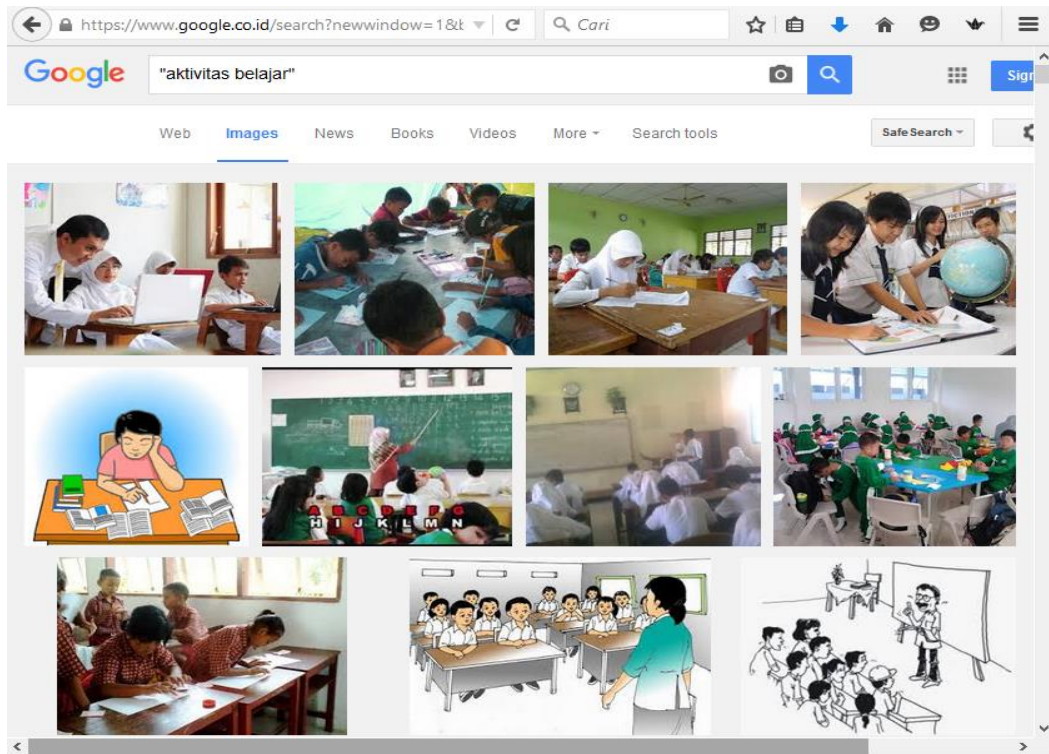 https://www.google.co.id/search?newwindow=1&t
Cari
Google
"aktivitas belajar"
Sign
Web Images News Books Videos More Search tools
SafeSearch
FICTION
A B C D E F G
H I J K L M N